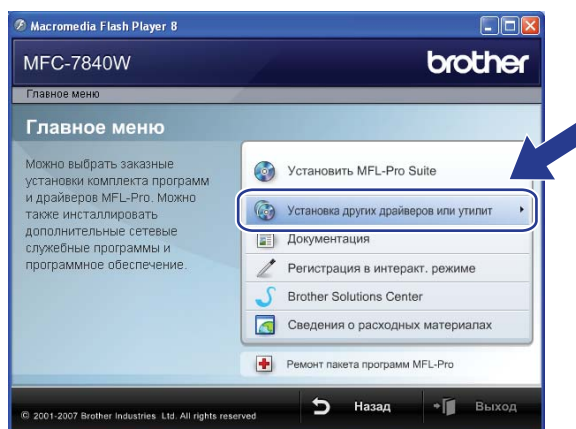 Macromedia Flash Player 8
MFC-7840W
brother
Главное меню
Главное меню
Можно выбрать заказные
установки комплекта программ
и драйверов MFL-Pro. Можно
также инсталлировать
дополнительные сетевые
служебные программы и
программное обеспечение.
Установить MFL-Pro Suite
Установка других драйверов или утилит
Документация
Регистрация в интеракт. режиме
Brother Solutions Center
Сведения о расходных материалах
Ремонт пакета программ MFL-Pro
© 2001-2007 Brother Industries Ltd. All rights reserved
Назад
Выход